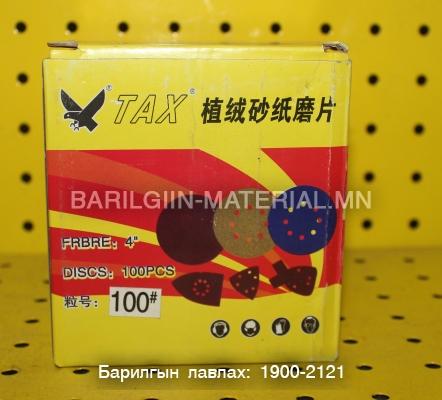 TAX® 植绒砂纸磨片
BARILGIIN-MATERIAL.MN
FRBRE: 4"
DISCS: 100PCS
粒号: 100#
Барилгын лавлах: 1900-2121